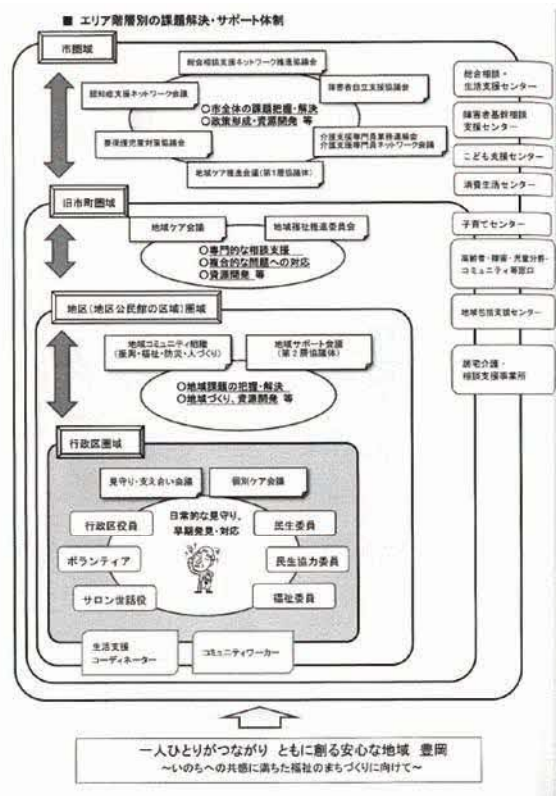 ■ エリア階層別の課題解決・サポート体制
市圏域
総合相談支援ネットワーク推進協議会
認知症支援ネットワーク会議
障害者自立支援協議会
〇市全体の課題把握・解決
〇政策形成・資源開発 等
要保護児童対策協議会
介護支援専門員業務連絡会
介護支援専門員ネットワーク会議
地域ケア推進会議(第1層協議体)
総合相談・
生活支援センター
障害者基幹相談
支援センター
こども支援センター
消費生活センター
子育てセンター
高齢者・障害・児童分野・
コミュニティ等窓口
地域包括支援センター
居宅介護・
相談支援事業所
旧市町圏域
地域ケア会議
地域福祉推進委員会
〇専門的な相談支援
〇複合的な問題への対応
〇資源開発 等
地区(地区公民館の区域)圏域
地域コミュニティ組織
(振興・福祉・防災・人づくり)
地域サポート会議
(第2層協議体)
〇地域課題の把握・解決
〇地域づくり、資源開発 等
行政区圏域
見守り・支え合い会議
個別ケア会議
日常的な見守り、
早期発見・対応
行政区役員
民生委員
ボランティア
民生協力委員
サロン世話役
福祉委員
生活支援
コーディネーター
コミュニティワーカー
一人ひとりがつながり ともに創る安心な地域 豊岡
~いのちへの共感に満ちた福祉のまちづくりに向けて~